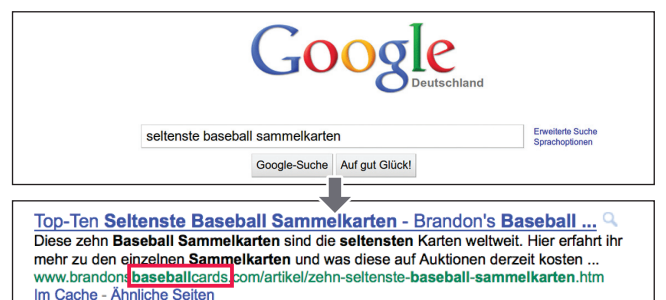 Google
Deutschland
seltenste baseball sammelkarten
Erweiterte Suche
Sprachoptionen
Google-Suche
Auf gut Glück!
Top-Ten Seltenste Baseball Sammelkarten - Brandon's Baseball ...
Diese zehn Baseball Sammelkarten sind die seltensten Karten weltweit. Hier erfahrt ihr
mehr zu den einzelnen Sammelkarten und was diese auf Auktionen derzeit kosten ...
www.brandonsbaseballcards.com/artikel/zehn-seltenste-baseball-sammelkarten.htm
Im Cache - Ähnliche Seiten